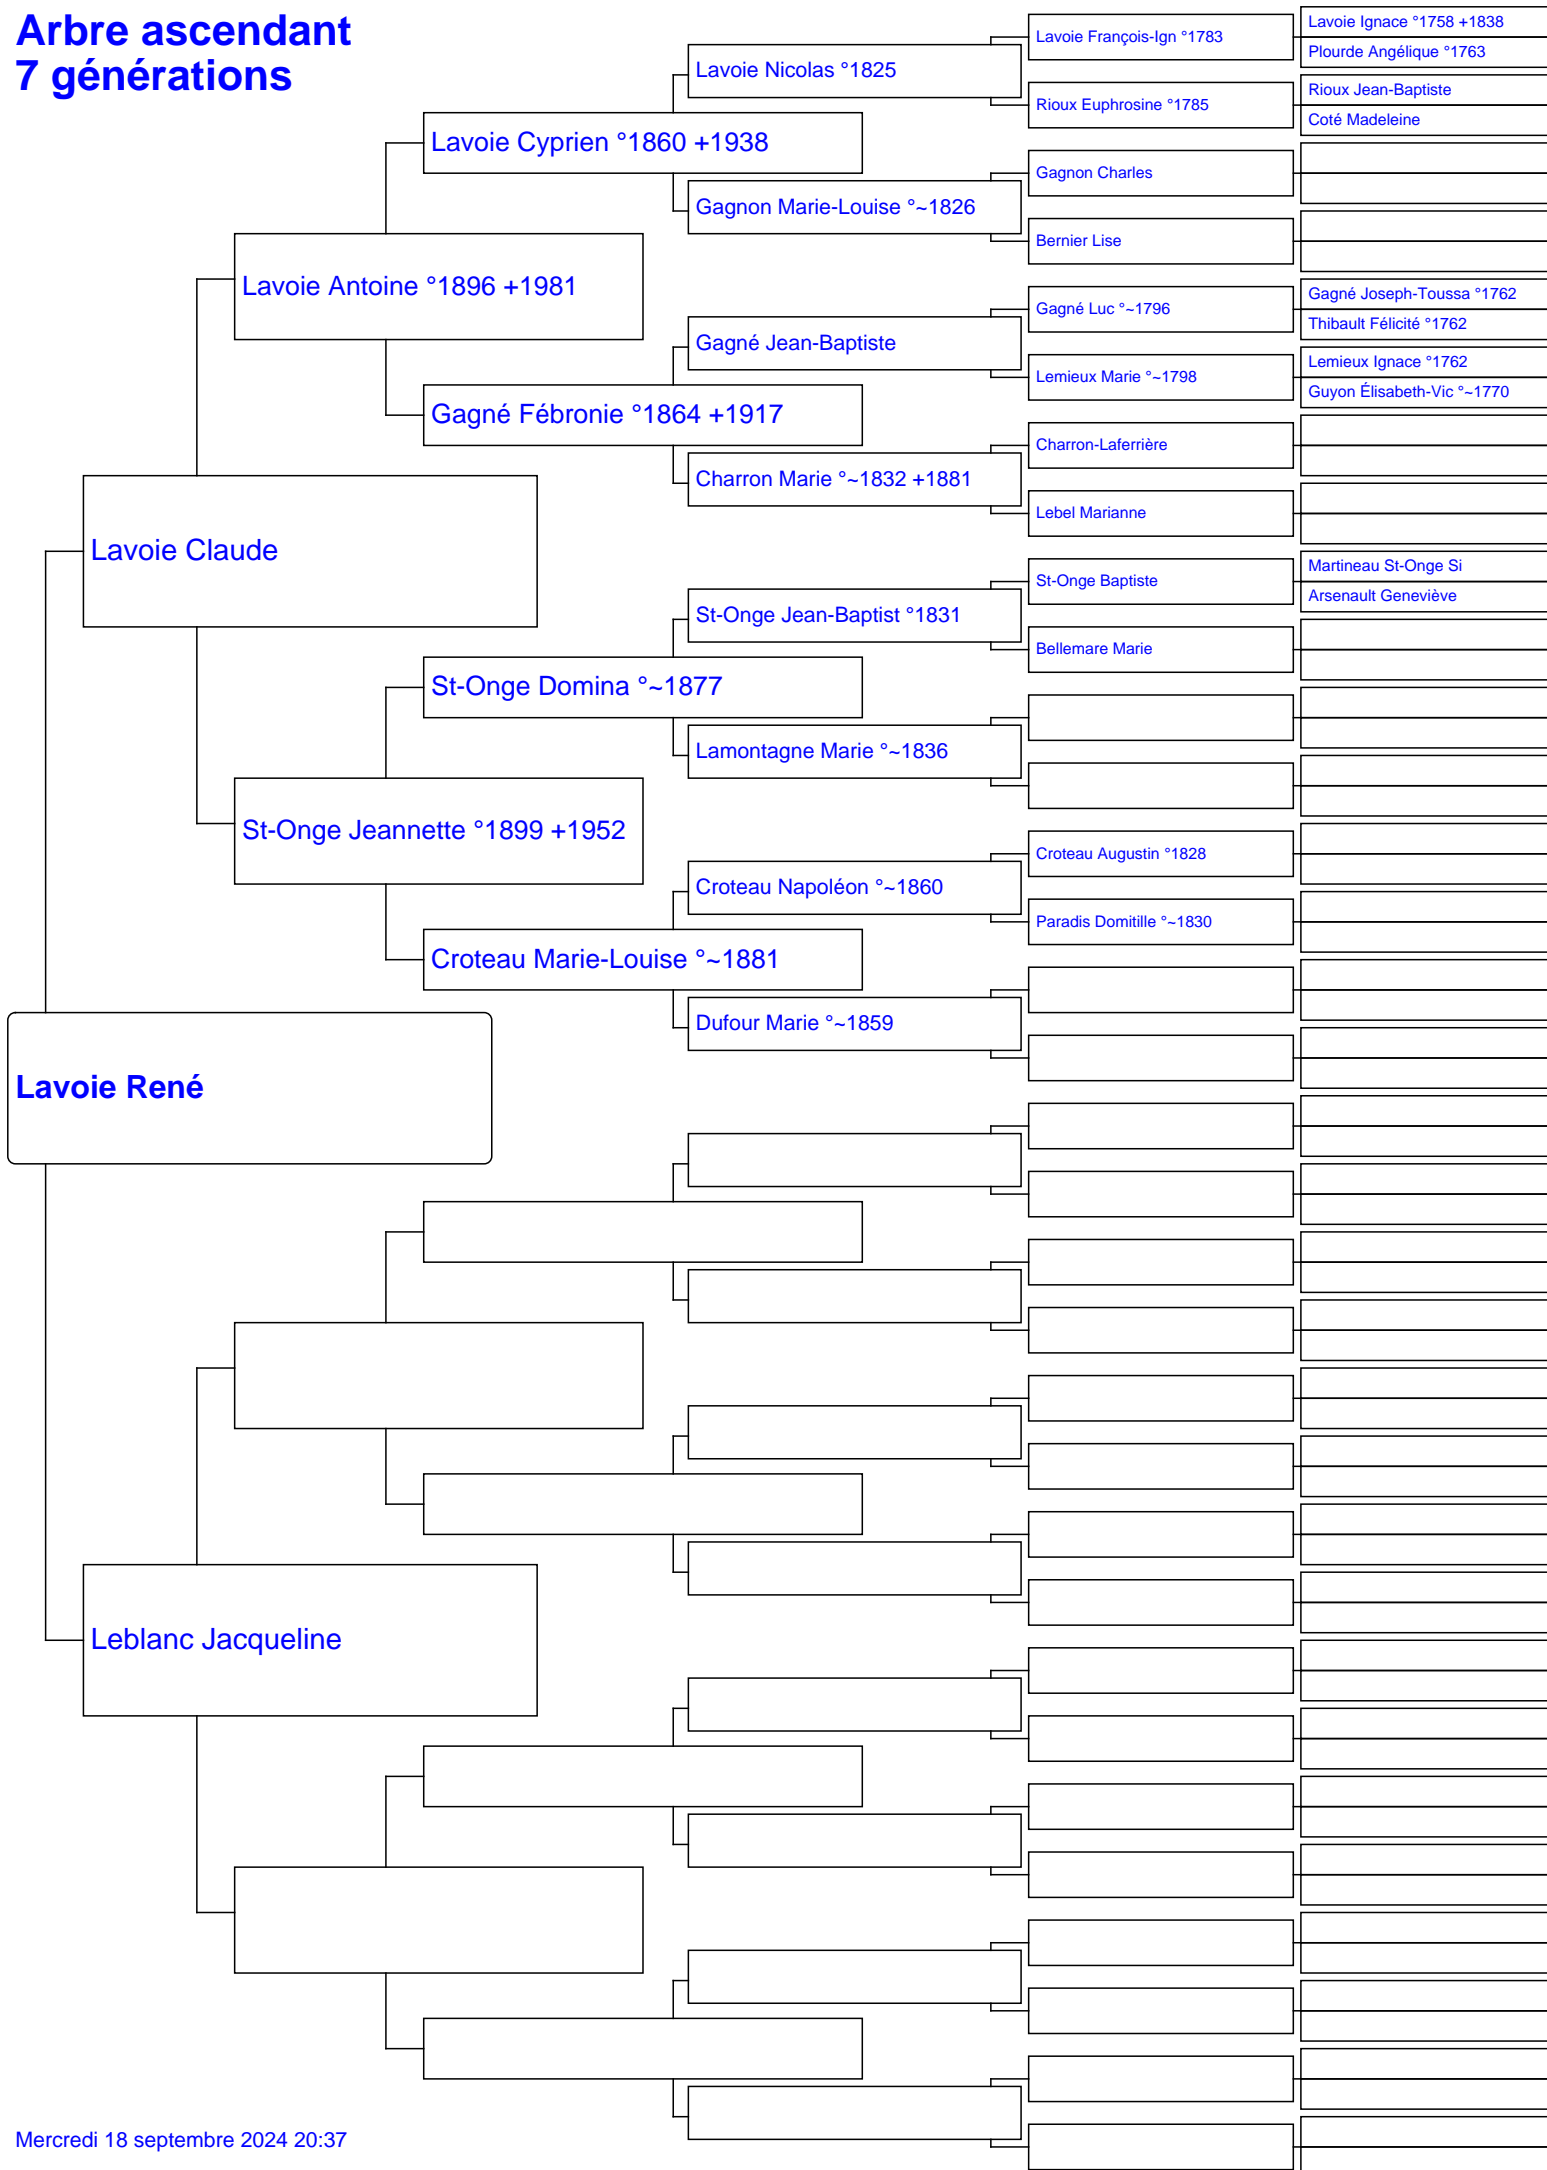 Arbre ascendant
7 générations
Lavoie Ignace °1758 +1838
Lavoie François-Ign °1783
Plourde Angélique °1763
Lavoie Nicolas °1825
Rioux Jean-Baptiste
Rioux Euphrosine °1785
Coté Madeleine
Lavoie Cyprien °1860 +1938
Gagnon Charles
Gagnon Marie-Louise °~1826
Bernier Lise
Lavoie Antoine °1896 +1981
Gagné Joseph-Toussa °1762
Gagné Luc °~1796
Thibault Félicité °1762
Gagné Jean-Baptiste
Lemieux Ignace °1762
Lemieux Marie °~1798
Guyon Élisabeth-Vic °~1770
Gagné Fébronie °1864 +1917
Charron-Laferrière
Charron Marie °~1832 +1881
Lebel Marianne
Lavoie Claude
Martineau St-Onge Si
St-Onge Baptiste
Arsenault Geneviève
St-Onge Jean-Baptist °1831
Bellemare Marie
St-Onge Domina °~1877
Lamontagne Marie °~1836
St-Onge Jeannette °1899 +1952
Croteau Augustin °1828
Croteau Napoléon °~1860
Paradis Domitille °~1830
Croteau Marie-Louise °~1881
Dufour Marie °~1859
Lavoie René
Leblanc Jacqueline
Mercredi 18 septembre 2024 20:37